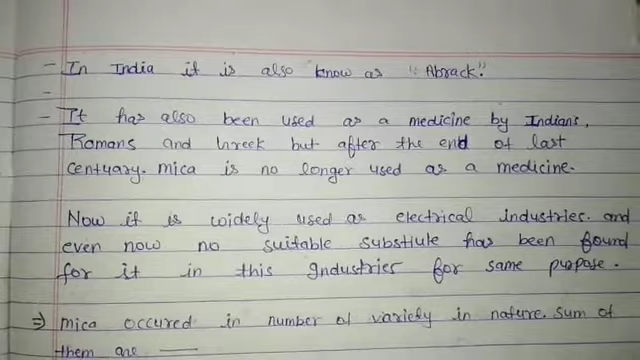 - In India it is also know as "Abrack".
-
- It has also been used as a medicine by Indians,
Romans and Greek but after the end of last
centuary. mica is no longer used as a medicine.
Now it is widely used as electrical industries. and
even now no suitable substiute has been found
for it in this Industries for same purpose.
⇒ mica occured in number of variety in nature. sum of
them are —